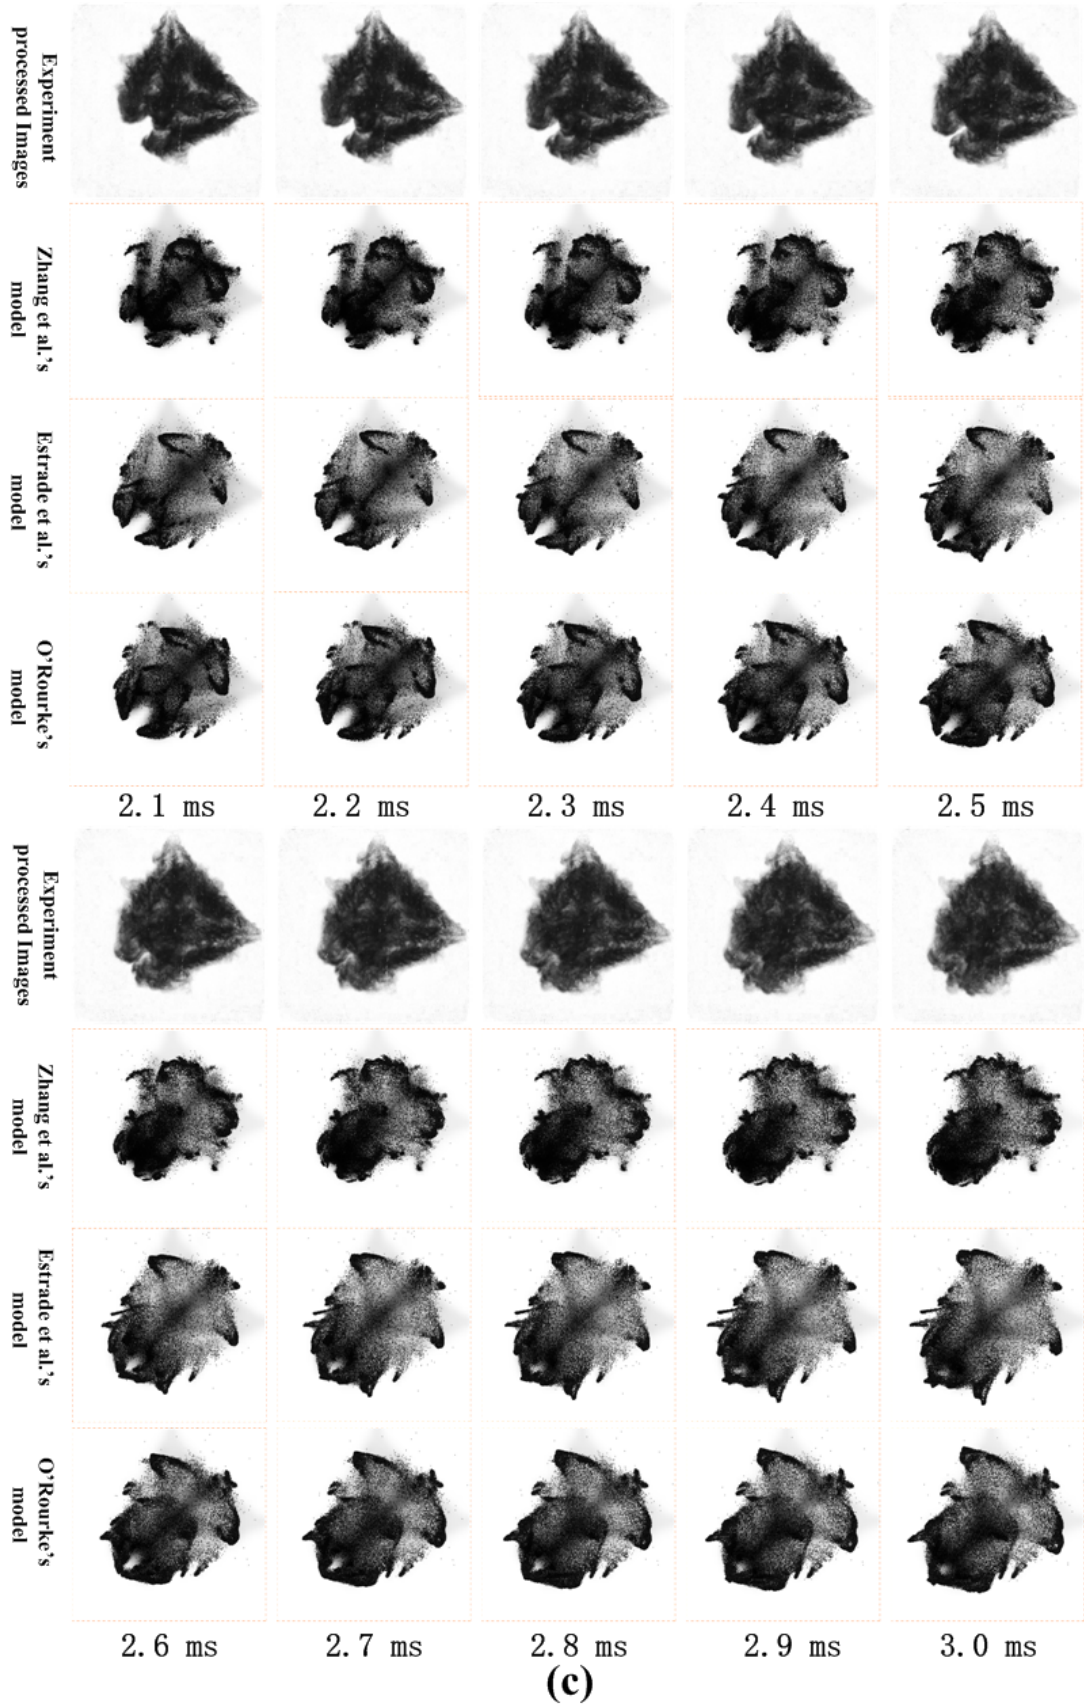 Experiment
processed Images
Zhang et al.'s
model
Estrade et al.'s
model
O'Rourke's
model
2.1 ms 2.2 ms 2.3 ms 2.4 ms 2.5 ms
Experiment
processed Images
Zhang et al.'s
model
Estrade et al.'s
model
O'Rourke's
model
2.6 ms 2.7 ms 2.8 ms 2.9 ms 3.0 ms
(c)